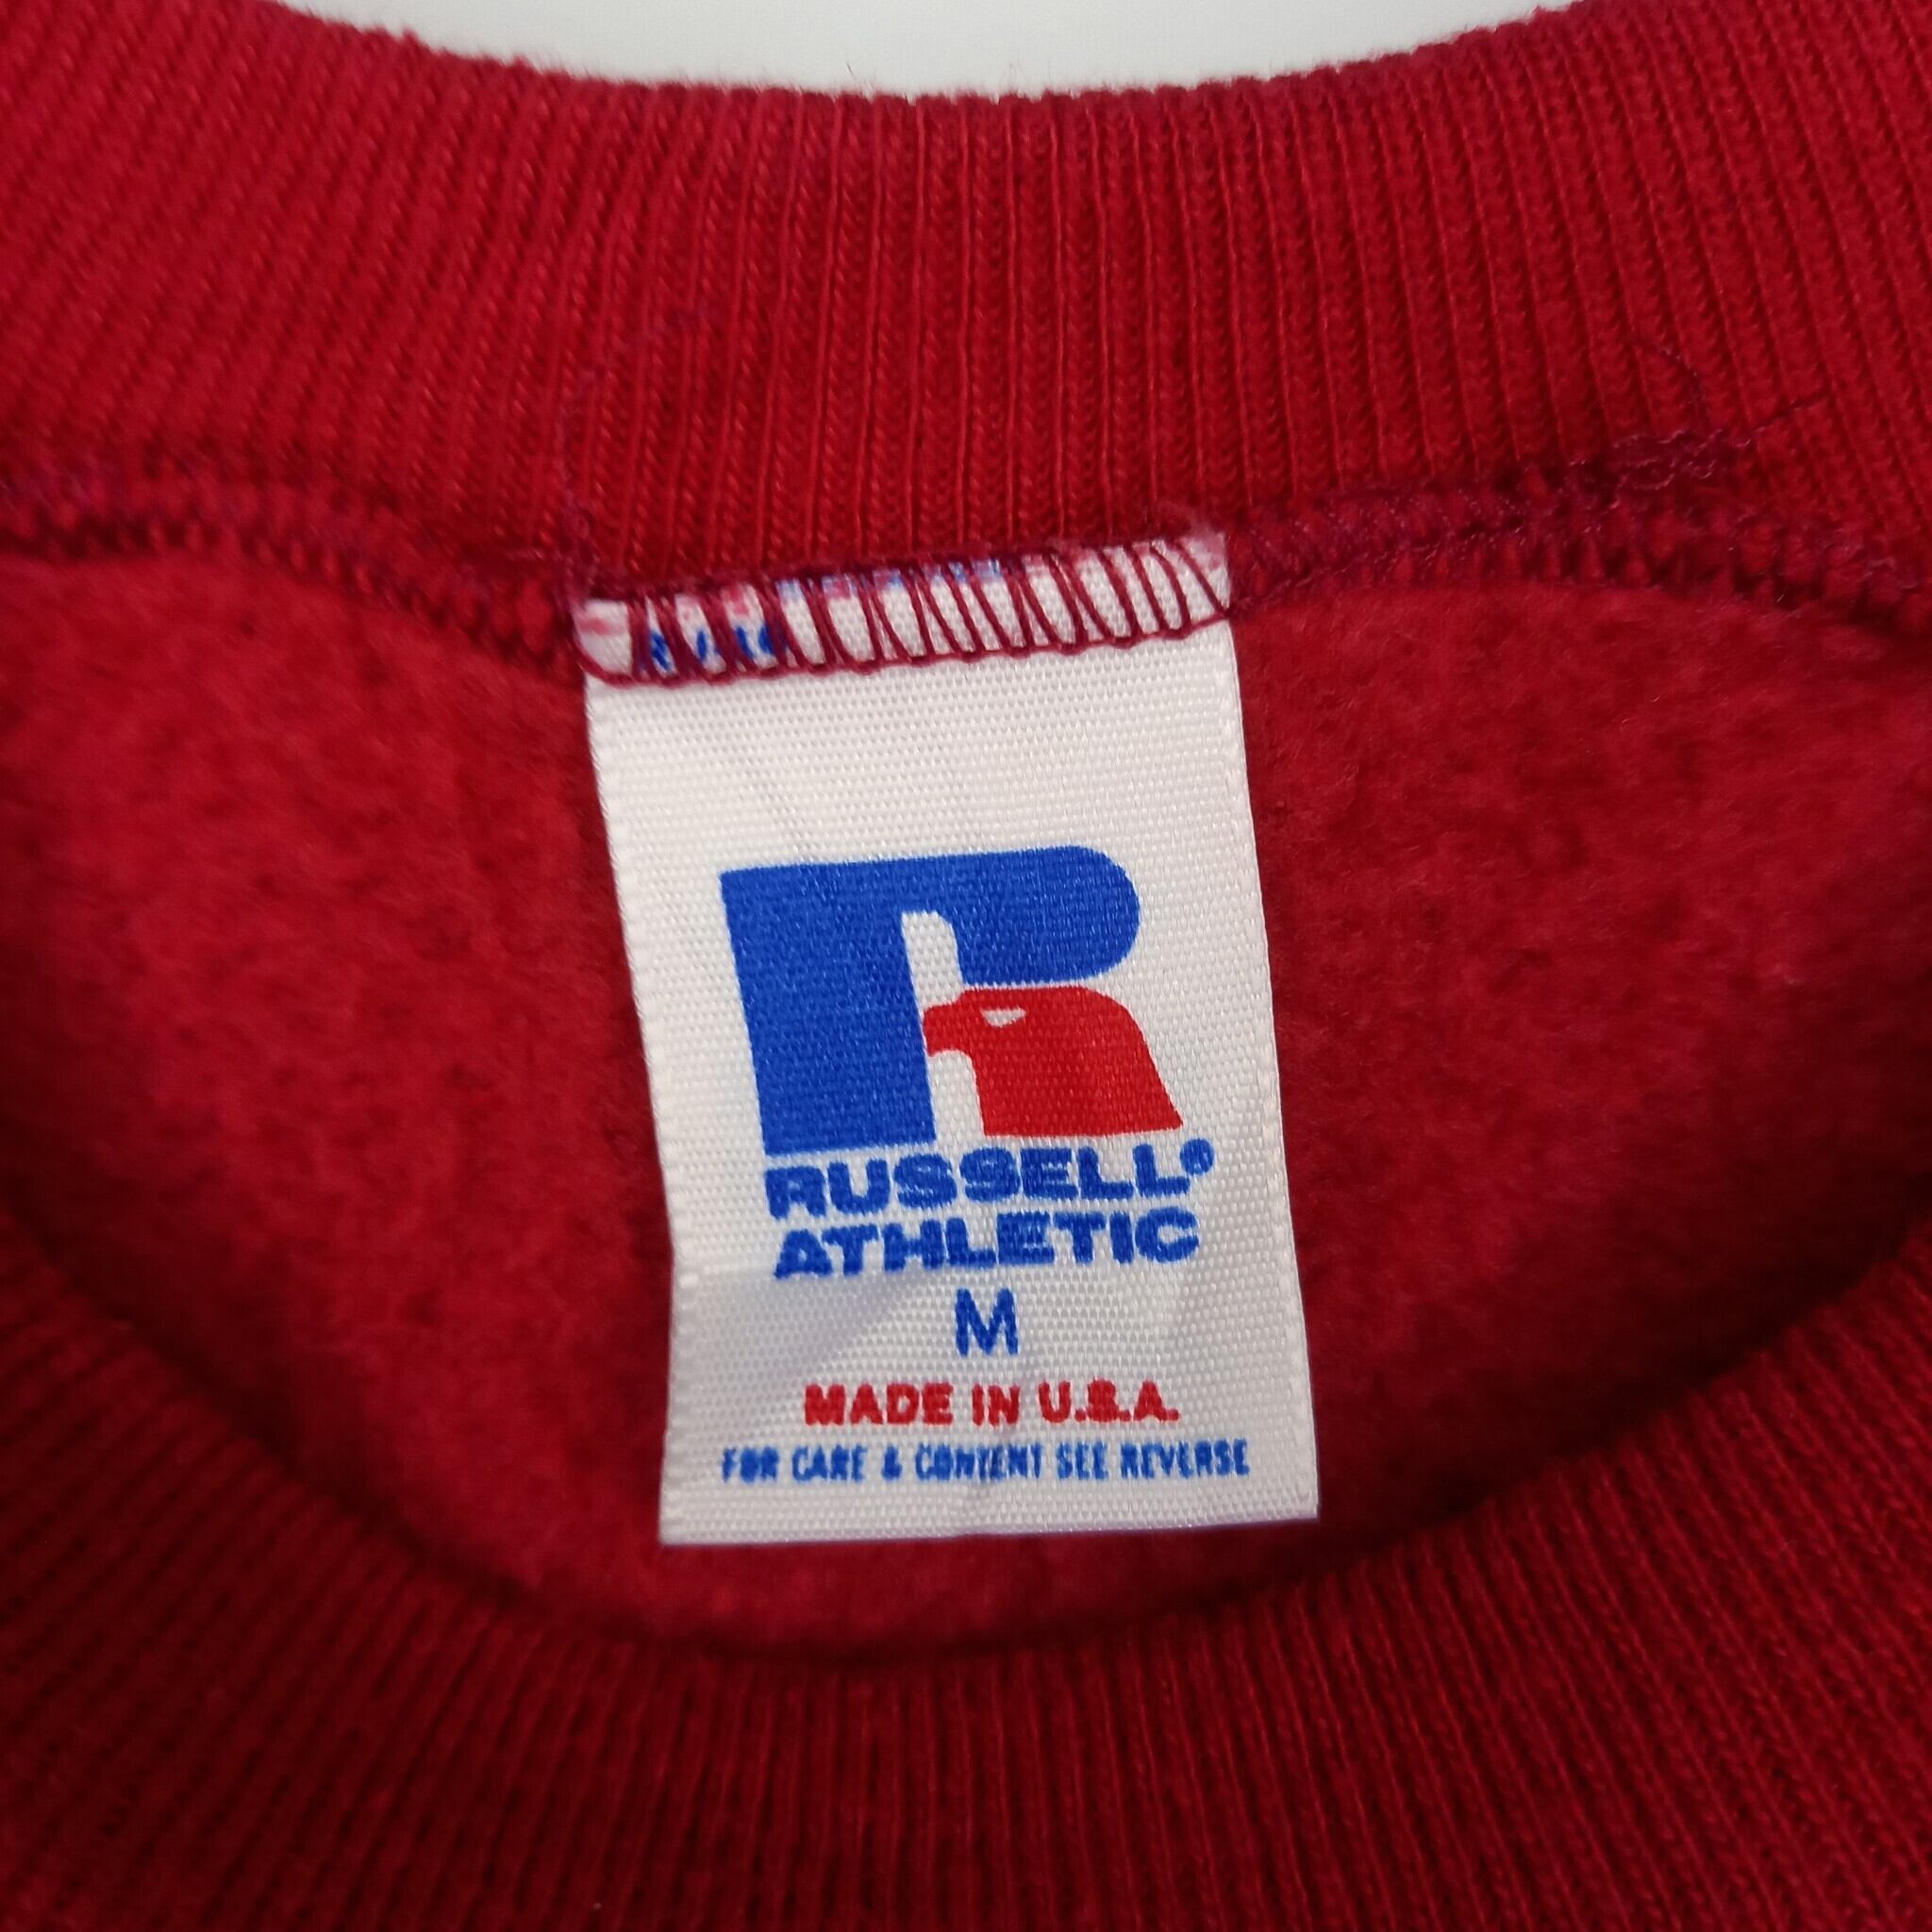 RUSSELL®
ATHLETIC
M
MADE IN U.S.A.
FOR CARE & CONTENT SEE REVERSE